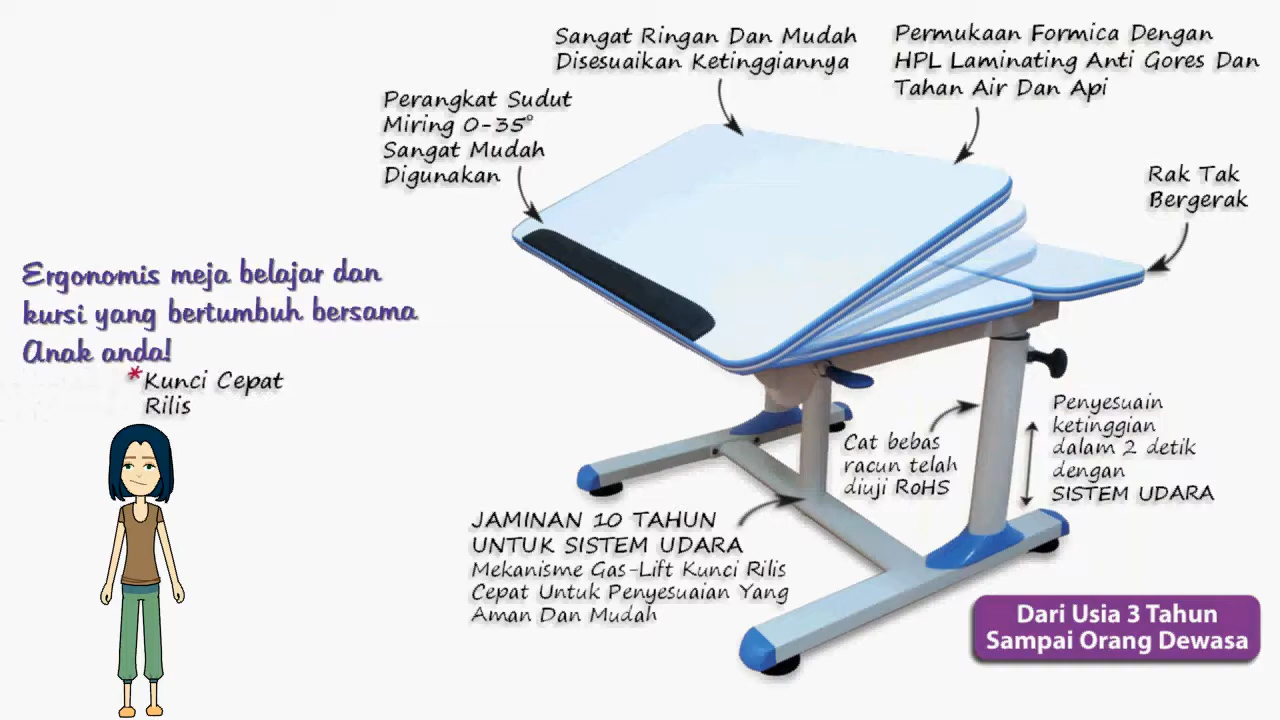 Sangat Ringan Dan Mudah
Disesuaikan Ketinggiannya
Permukaan Formica Dengan
HPL Laminating Anti Gores Dan
Tahan Air Dan Api
Perangkat Sudut
Miring 0-35°
Sangat Mudah
Digunakan
Rak Tak
Bergerak
Ergonomis meja belajar dan
kursi yang bertumbuh bersama
Anak anda!
*Kunci Cepat
Rilis
Cat bebas
racun telah
diuji RoHS
Penyesuain
ketinggian
dalam 2 detik
dengan
SISTEM UDARA
JAMINAN 10 TAHUN
UNTUK SISTEM UDARA
Mekanisme Gas-Lift Kunci Rilis
Cepat Untuk Penyesuaian Yang
Aman Dan Mudah
Dari Usia 3 Tahun
Sampai Orang Dewasa